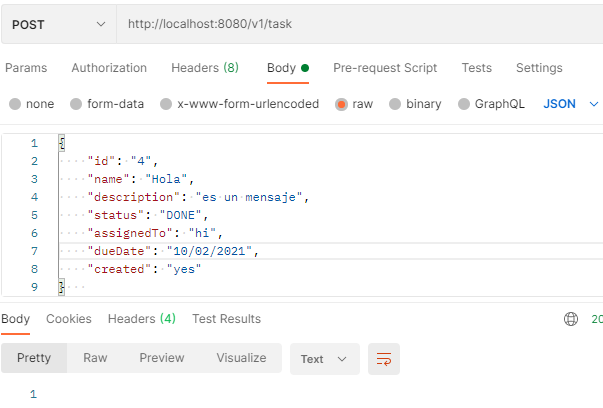 POST http://localhost:8080/v1/task
Params Authorization Headers (8) Body Pre-request Script Tests Settings
none form-data x-www-form-urlencoded raw binary GraphQL JSON
1 {
2 "id": "4",
3 "name": "Hola",
4 "description": "es un mensaje",
5 "status": "DONE",
6 "assignedTo": "hi",
7 "dueDate": "10/02/2021",
8 "created": "yes"
9 }
Body Cookies Headers (4) Test Results 20
Pretty Raw Preview Visualize Text
1